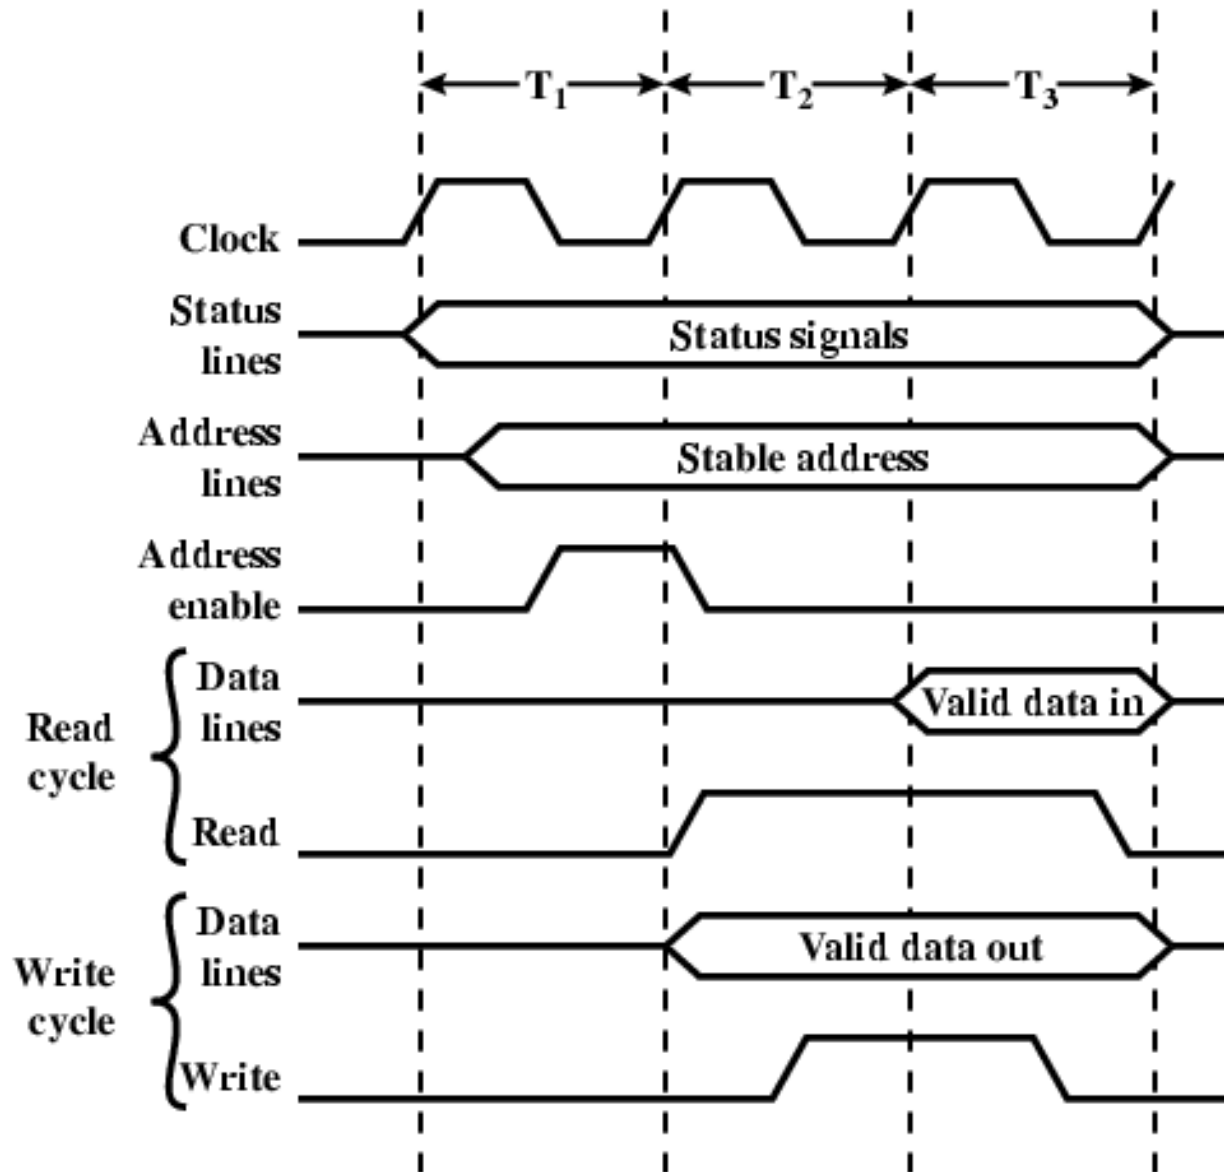 T1 T2 T3
Clock
Status
lines
Status signals
Address
lines
Stable address
Address
enable
Read
cycle
Data
lines
Valid data in
Read
Write
cycle
Data
lines
Valid data out
Write